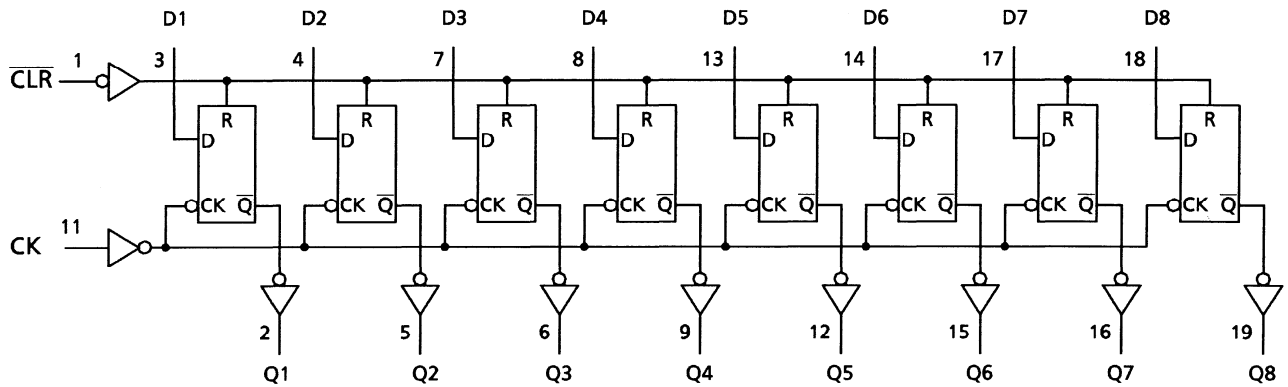 D1 D2 D3 D4 D5 D6 D7 D8
3 4 7 8 13 14 17 18
C̅L̅R̅ 1
R R R R R R R R
D D D D D D D D
CK Q̅ CK Q̅ CK Q̅ CK Q̅ CK Q̅ CK Q̅ CK Q̅ CK Q̅
CK 11
2 5 6 9 12 15 16 19
Q1 Q2 Q3 Q4 Q5 Q6 Q7 Q8